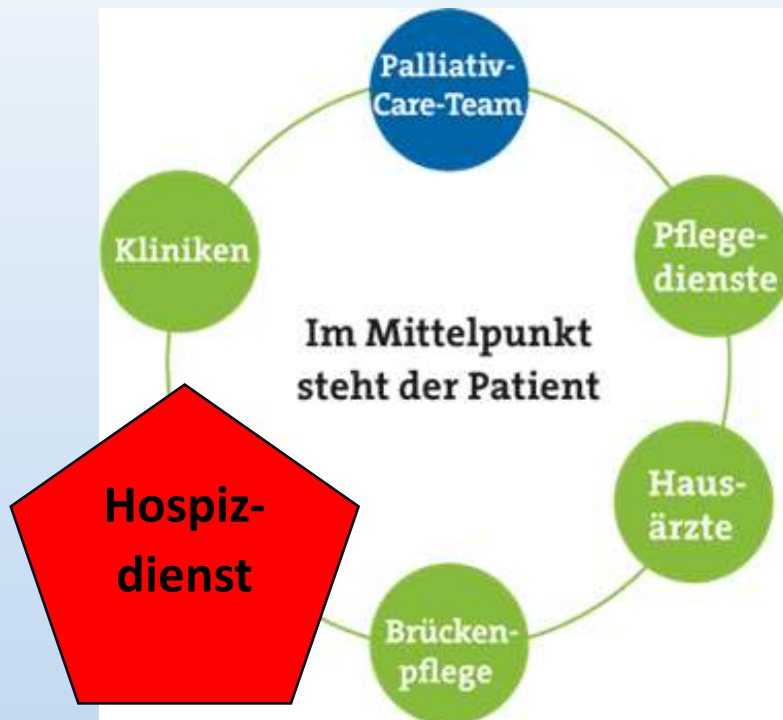 Palliativ-
Care-Team
Kliniken
Pflege-
dienste
Im Mittelpunkt
steht der Patient
Hospiz-
dienst
Haus-
ärzte
Brücken-
pflege